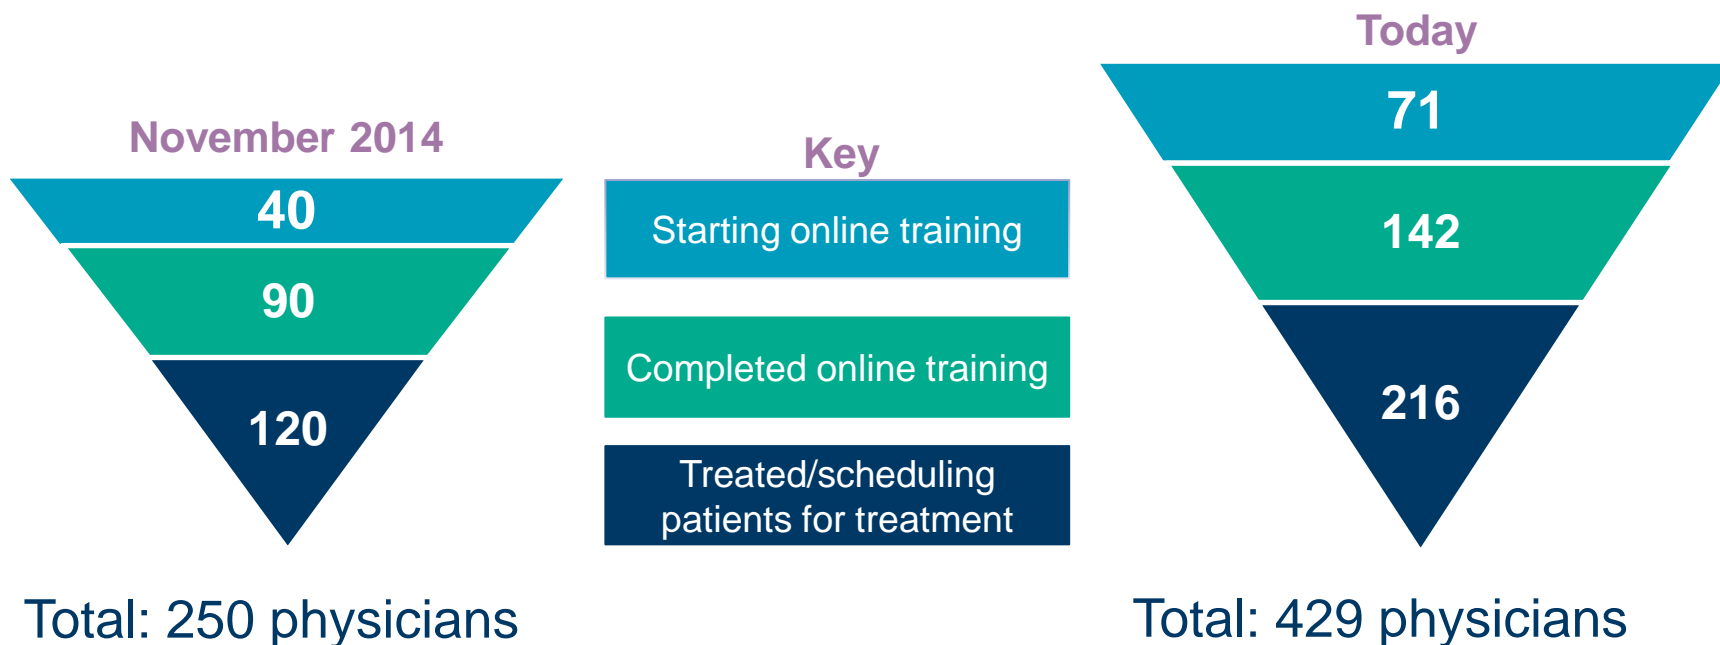 November 2014
40
90
120
Total: 250 physicians
Key
Starting online training
Completed online training
Treated/scheduling
patients for treatment
Today
71
142
216
Total: 429 physicians